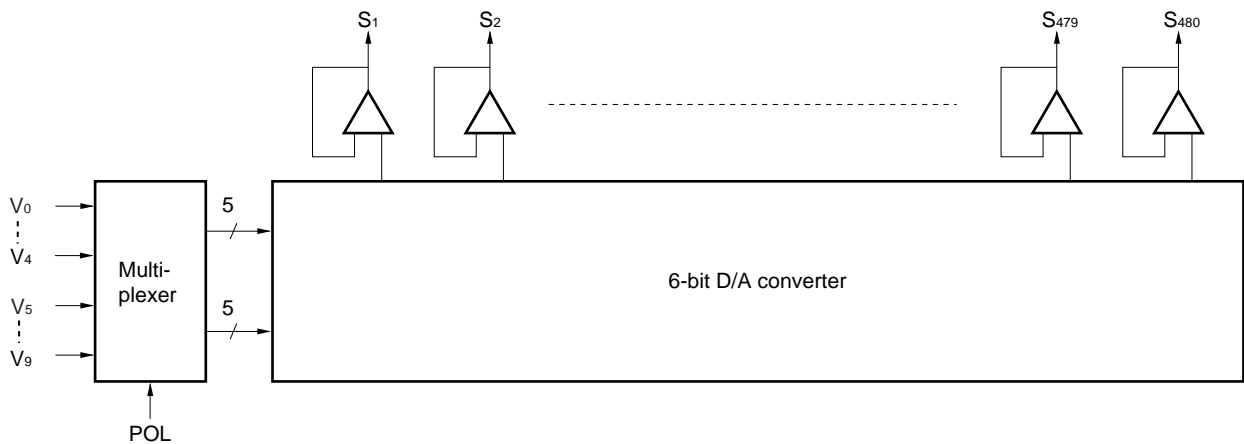 S1 S2 S479 S480
V0
V4
V5
V9
Multi-
plexer
5
5
6-bit D/A converter
POL